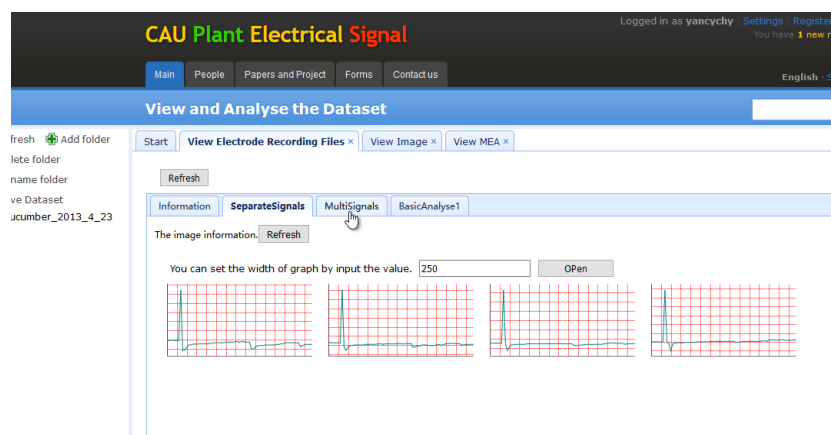 Logged in as yancychy Settings Register
CAU Plant Electrical Signal
You have 1 new
Main People Papers and Project Forms Contact us
English ·
View and Analyse the Dataset
fresh Add folder
Start View Electrode Recording Files × View Image × View MEA ×
lete folder
name folder
Refresh
ve Dataset
Information SeparateSignals MultiSignals BasicAnalyse1
ucumber_2013_4_23
The image information. Refresh
You can set the width of graph by input the value. 250 OPen